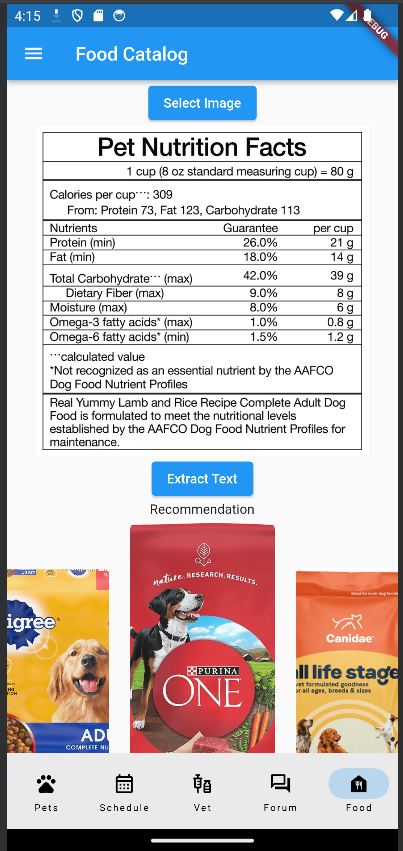 4:15
DEBUG
Food Catalog
Select Image
Pet Nutrition Facts
1 cup (8 oz standard measuring cup) = 80 g
Calories per cup***: 309
From: Protein 73, Fat 123, Carbohydrate 113
Nutrients Guarantee per cup
Protein (min) 26.0% 21 g
Fat (min) 18.0% 14 g
Total Carbohydrate*** (max) 42.0% 39 g
Dietary Fiber (max) 9.0% 8 g
Moisture (max) 8.0% 6 g
Omega-3 fatty acids* (max) 1.0% 0.8 g
Omega-6 fatty acids* (min) 1.5% 1.2 g
***calculated value
*Not recognized as an essential nutrient by the AAFCO
Dog Food Nutrient Profiles
Real Yummy Lamb and Rice Recipe Complete Adult Dog
Food is formulated to meet the nutritional levels
established by the AAFCO Dog Food Nutrient Profiles for
maintenance.
Extract Text
Recommendation
igree
ADU
COMPLETE NU
nature. RESEARCH. RESULTS.
PURINA
ONE
Canidae
ll life stage
vet formulated goodness
or all ages, breeds & sizes
Pets
Schedule
Vet
Forum
Food